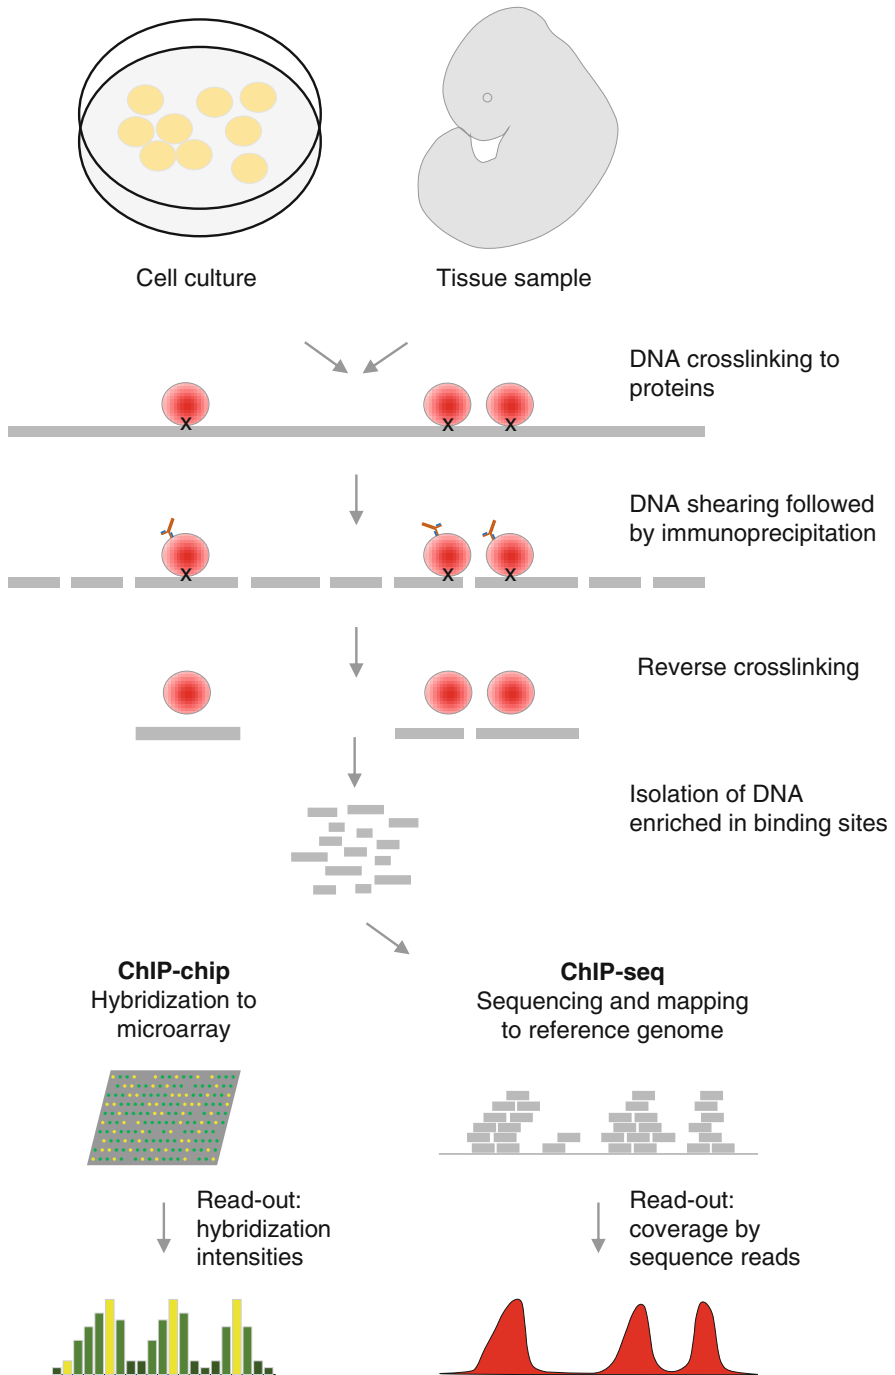 Cell culture
Tissue sample
DNA crosslinking to
proteins
X
X
X
DNA shearing followed
by immunoprecipitation
X
X
X
Reverse crosslinking
Isolation of DNA
enriched in binding sites
ChIP-chip
Hybridization to
microarray
ChIP-seq
Sequencing and mapping
to reference genome
Read-out:
hybridization
intensities
Read-out:
coverage by
sequence reads